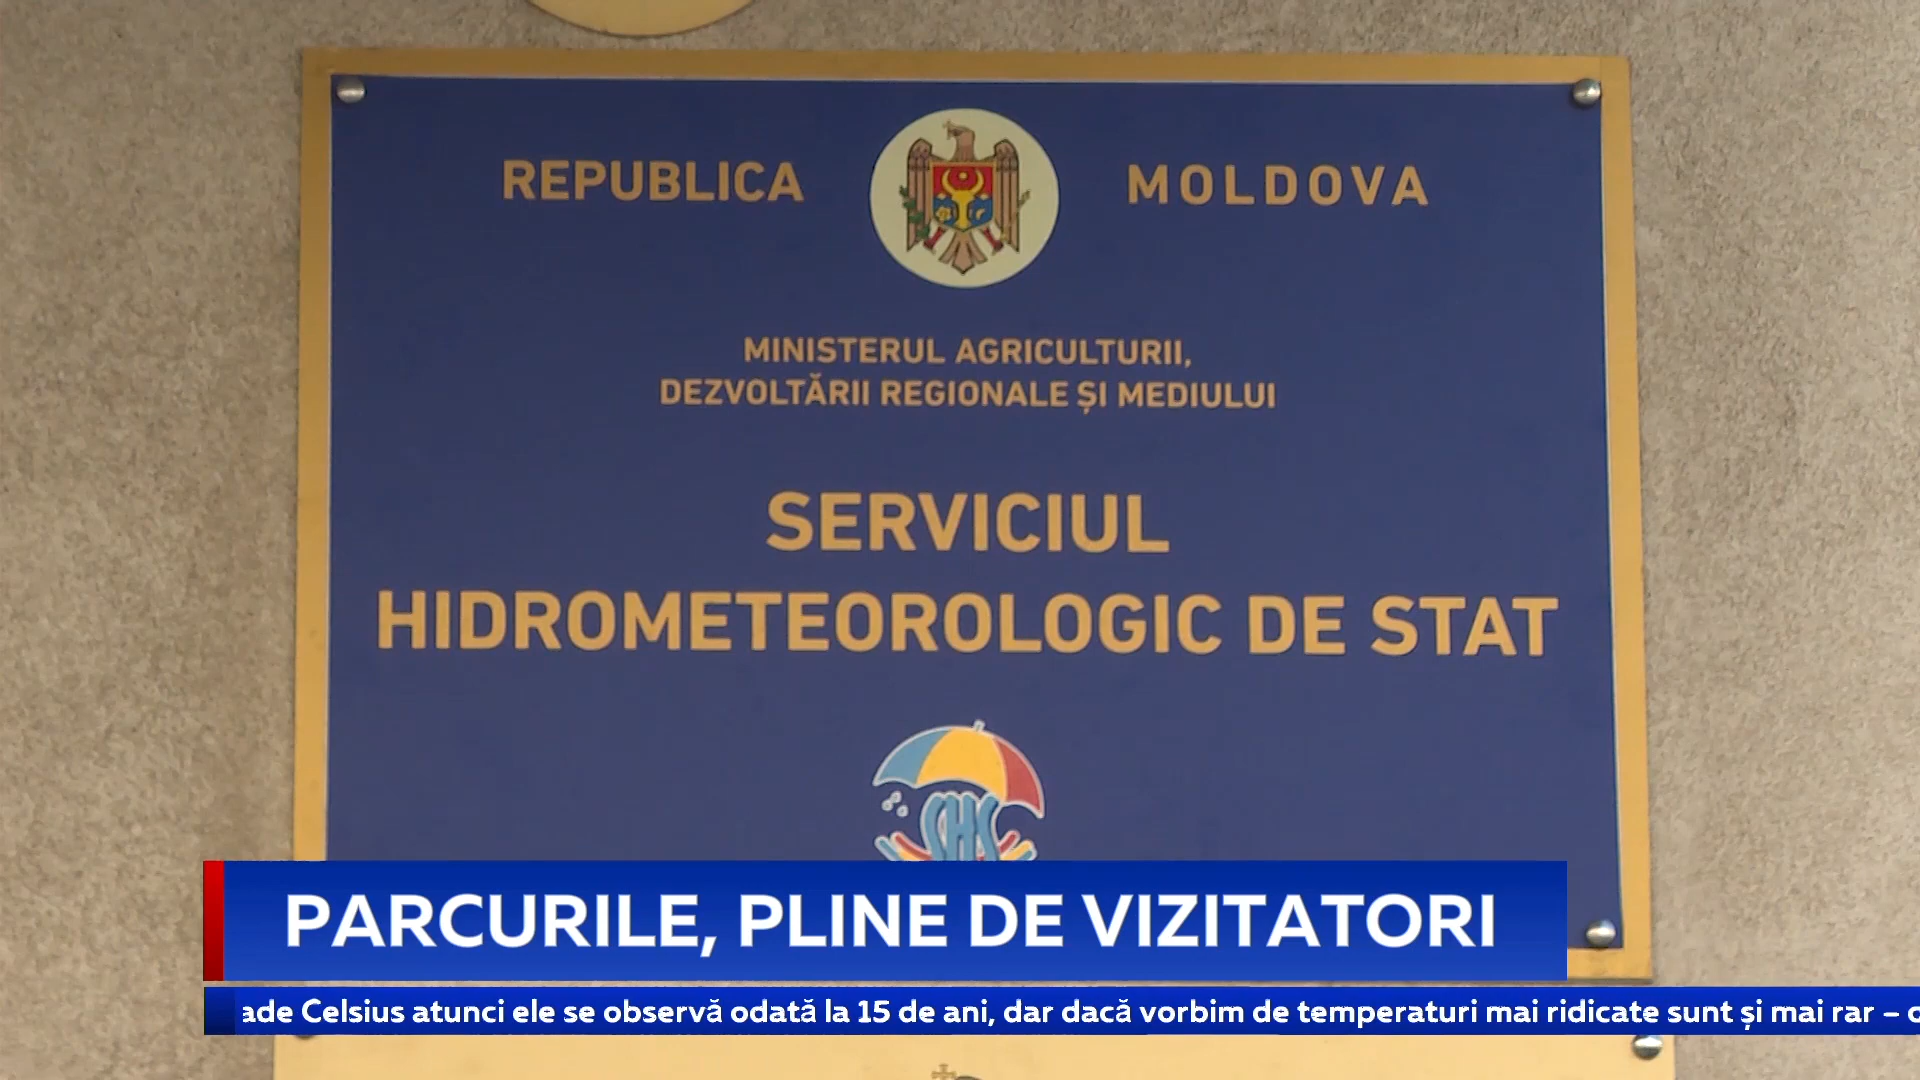 REPUBLICA MOLDOVA
MINISTERUL AGRICULTURII,
DEZVOLTĂRII REGIONALE ȘI MEDIULUI
SERVICIUL
HIDROMETEOROLOGIC DE STAT
SHS
PARCURILE, PLINE DE VIZITATORI
Celsius atunci ele se observă odată la 15 de ani, dar dacă vorbim de temperaturi mai ridicate sunt și mai rar –